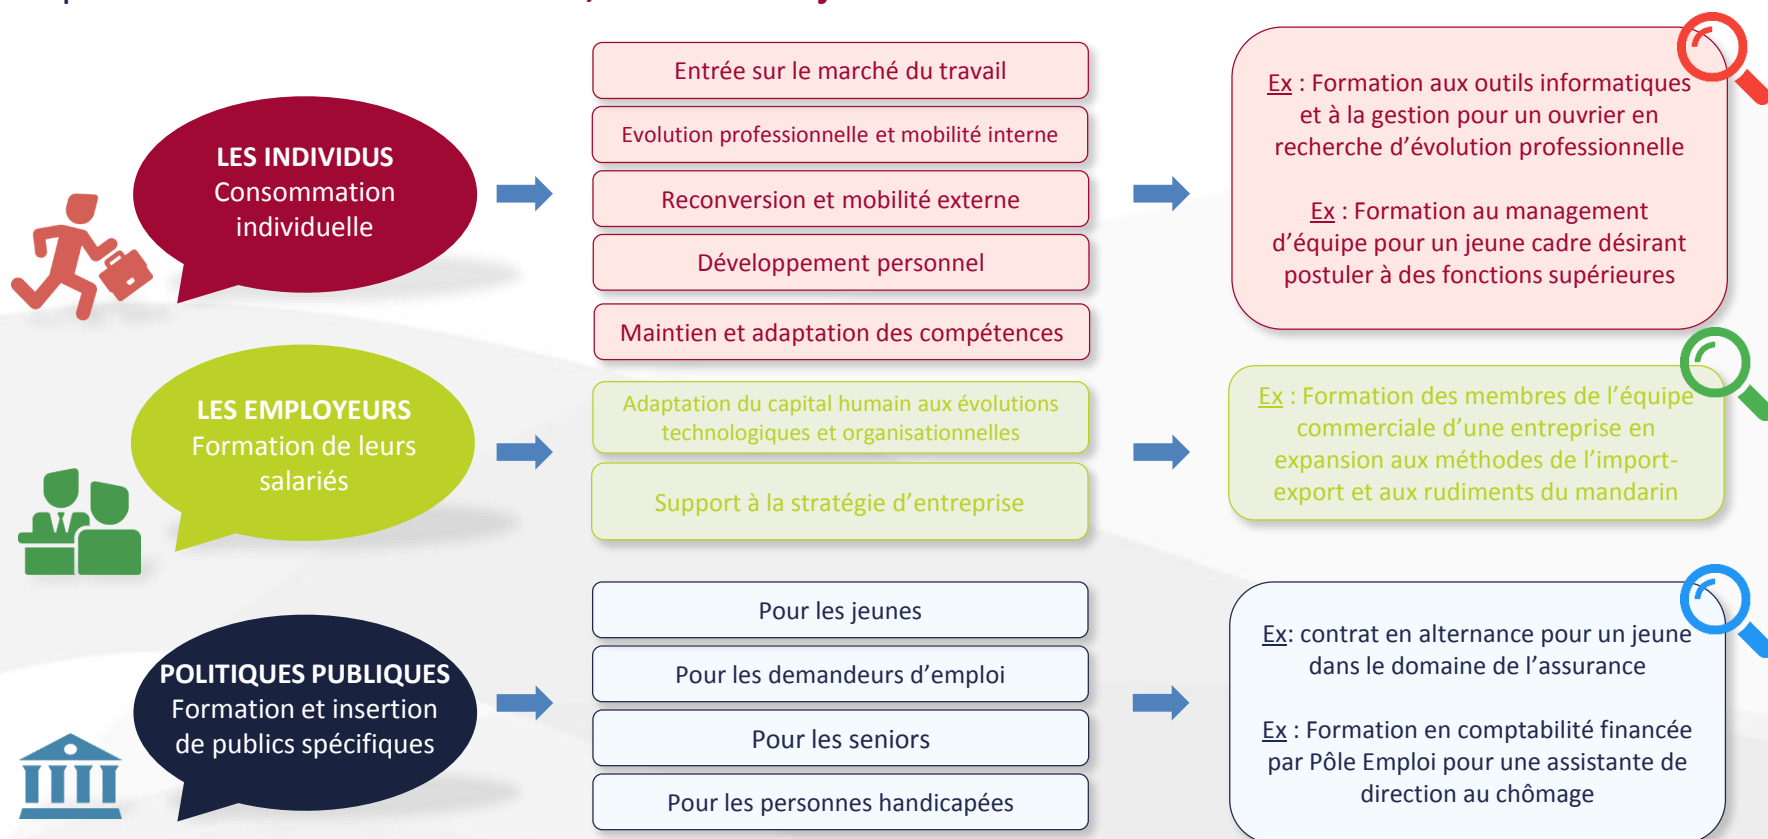 LES INDIVIDUS
Consommation
individuelle
Entrée sur le marché du travail
Evolution professionnelle et mobilité interne
Reconversion et mobilité externe
Développement personnel
Maintien et adaptation des compétences
Ex : Formation aux outils informatiques
et à la gestion pour un ouvrier en
recherche d’évolution professionnelle
Ex : Formation au management
d’équipe pour un jeune cadre désirant
postuler à des fonctions supérieures
LES EMPLOYEURS
Formation de leurs
salariés
Adaptation du capital humain aux évolutions
technologiques et organisationnelles
Support à la stratégie d’entreprise
Ex : Formation des membres de l’équipe
commerciale d’une entreprise en
expansion aux méthodes de l’import-
export et aux rudiments du mandarin
POLITIQUES PUBLIQUES
Formation et insertion
de publics spécifiques
Pour les jeunes
Pour les demandeurs d’emploi
Pour les seniors
Pour les personnes handicapées
Ex: contrat en alternance pour un jeune
dans le domaine de l’assurance
Ex : Formation en comptabilité financée
par Pôle Emploi pour une assistante de
direction au chômage